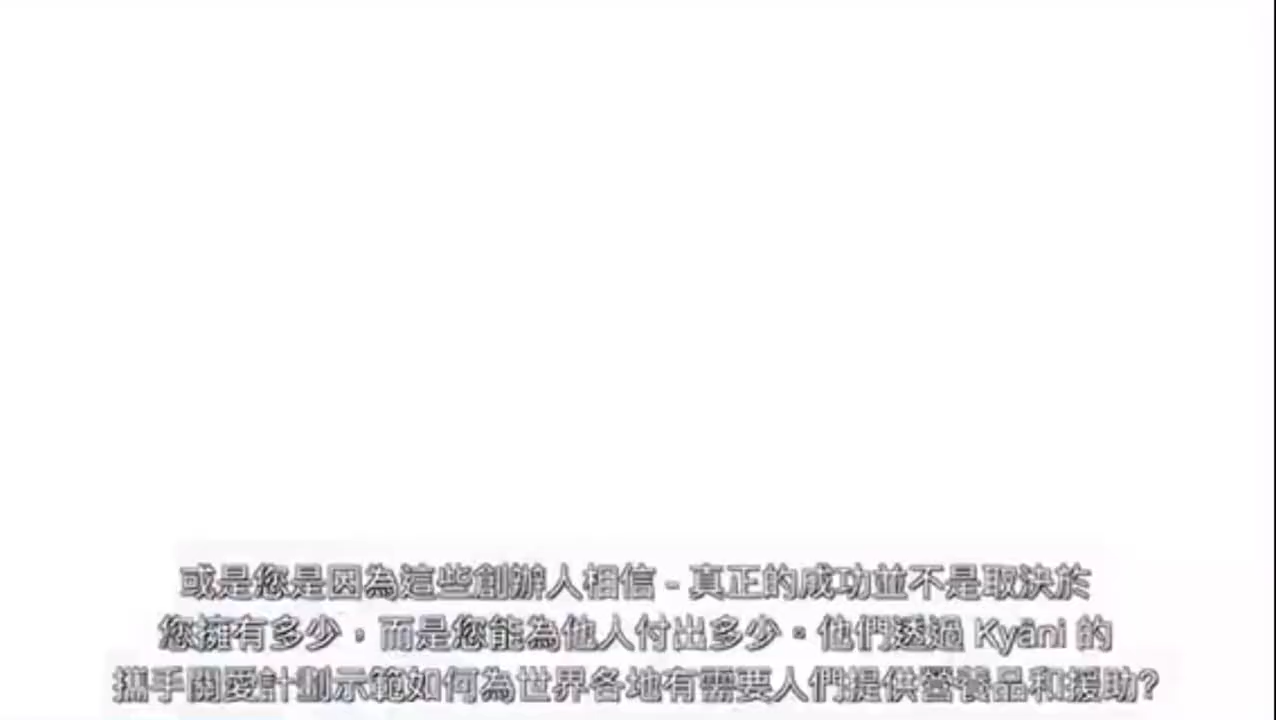 或是您是因為這些創辦人相信 - 真正的成功並不是取決於
您擁有多少，而是您能為他人付出多少。他們透過 Kyäni 的
攜手關愛計劃示範如何為世界各地有需要人們提供營養品和援助?